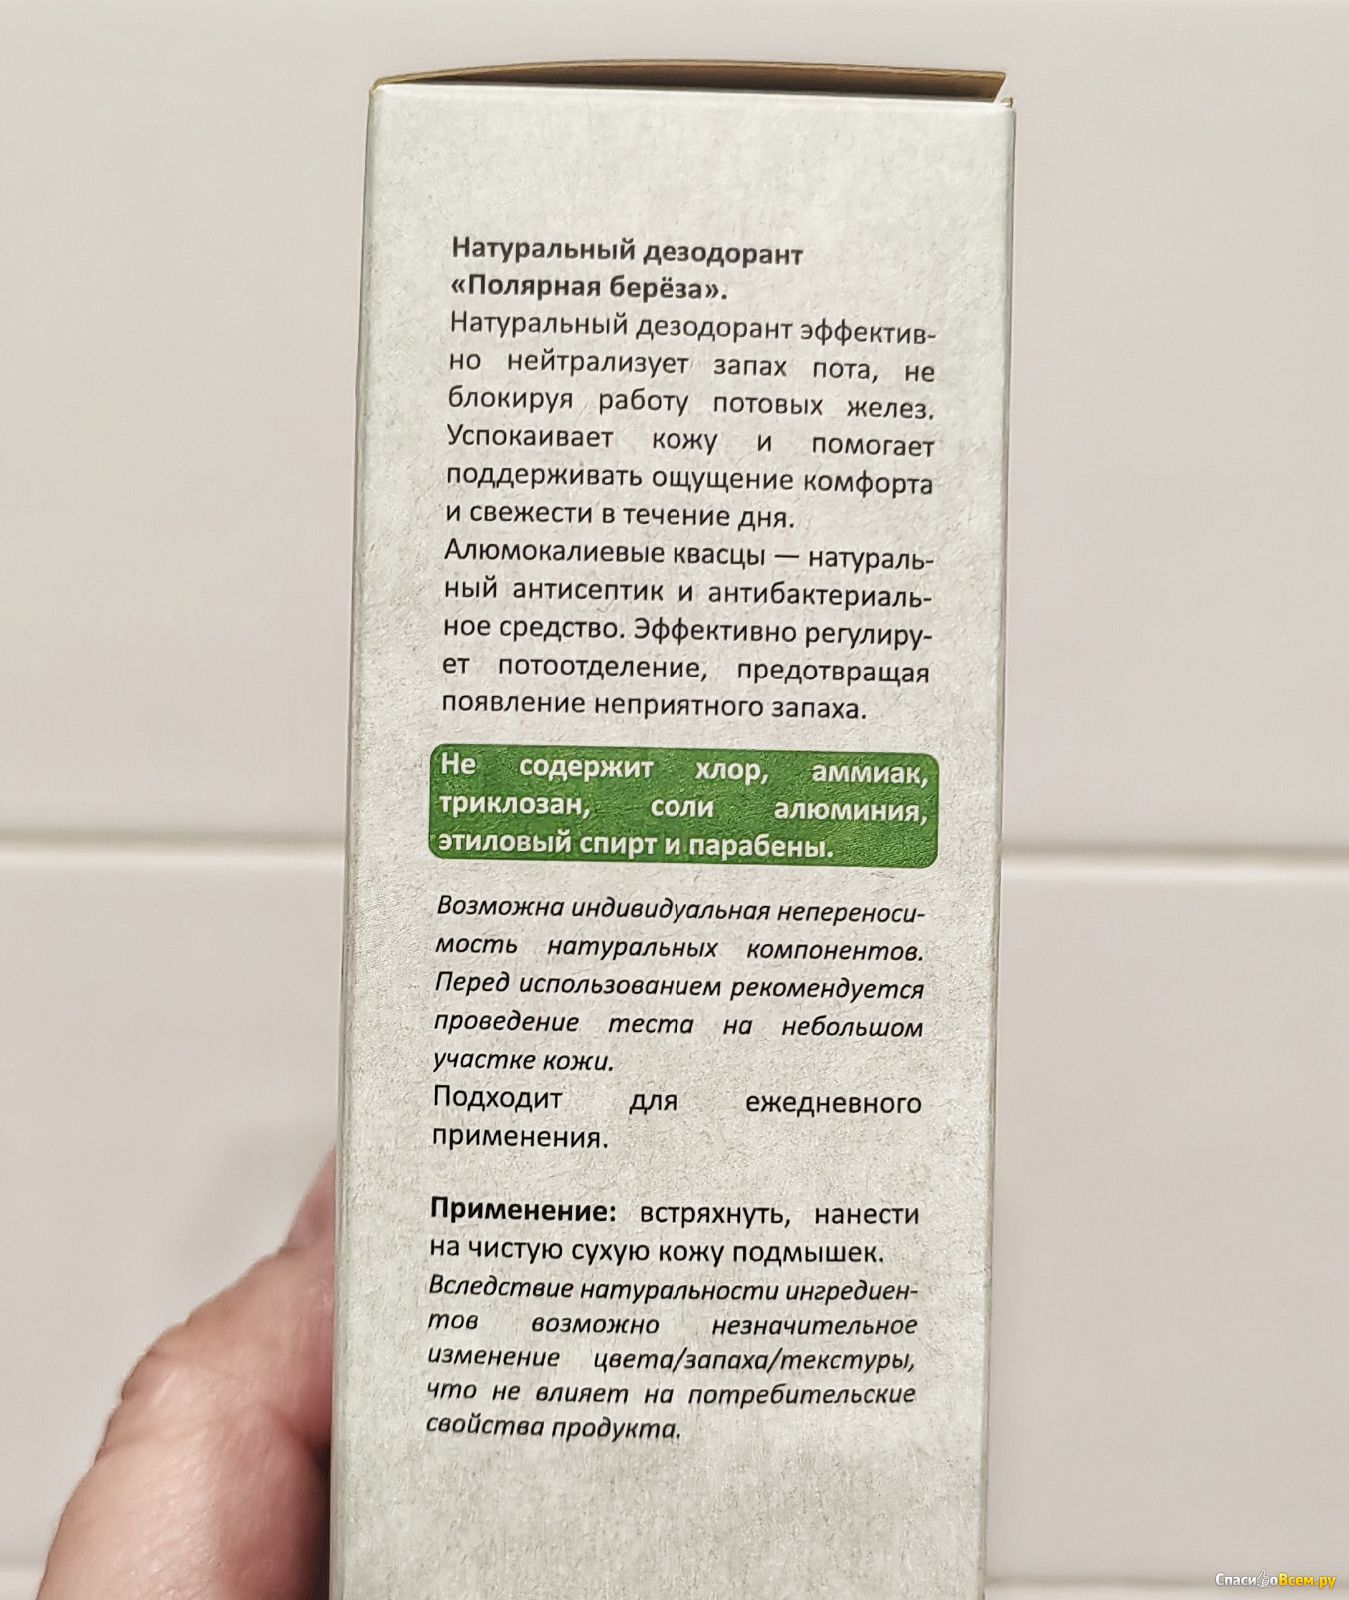 Натуральный дезодорант
«Полярная берёза».
Натуральный дезодорант эффектив-
но нейтрализует запах пота, не
блокируя работу потовых желез.
Успокаивает кожу и помогает
поддерживать ощущение комфорта
и свежести в течение дня.
Алюмокалиевые квасцы — натураль-
ный антисептик и антибактериаль-
ное средство. Эффективно регулиру-
ет потоотделение, предотвращая
появление неприятного запаха.
Не содержит хлор, аммиак,
триклозан, соли алюминия,
этиловый спирт и парабены.
Возможна индивидуальная непереноси-
мость натуральных компонентов.
Перед использованием рекомендуется
проведение теста на небольшом
участке кожи.
Подходит для ежедневного
применения.
Применение: встряхнуть, нанести
на чистую сухую кожу подмышек.
Вследствие натуральности ингредиен-
тов возможно незначительное
изменение цвета/запаха/текстуры,
что не влияет на потребительские
свойства продукта.
СпасибоВсем.ру